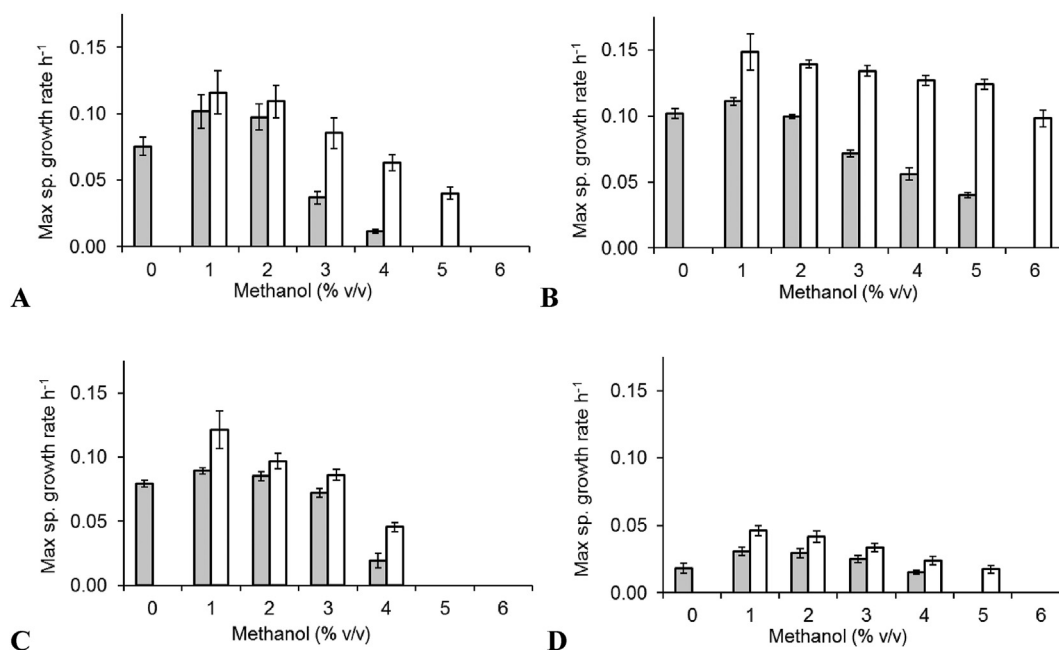 Max sp. growth rate h⁻¹
0.15
0.10
0.05
0.00
0 1 2 3 4 5 6
Methanol (% v/v)
A
Max sp. growth rate h⁻¹
0.15
0.10
0.05
0.00
0 1 2 3 4 5 6
Methanol (% v/v)
B
Max sp. growth rate h⁻¹
0.15
0.10
0.05
0.00
0 1 2 3 4 5 6
Methanol (% v/v)
C
Max sp. growth rate h⁻¹
0.15
0.10
0.05
0.00
0 1 2 3 4 5 6
Methanol (% v/v)
D